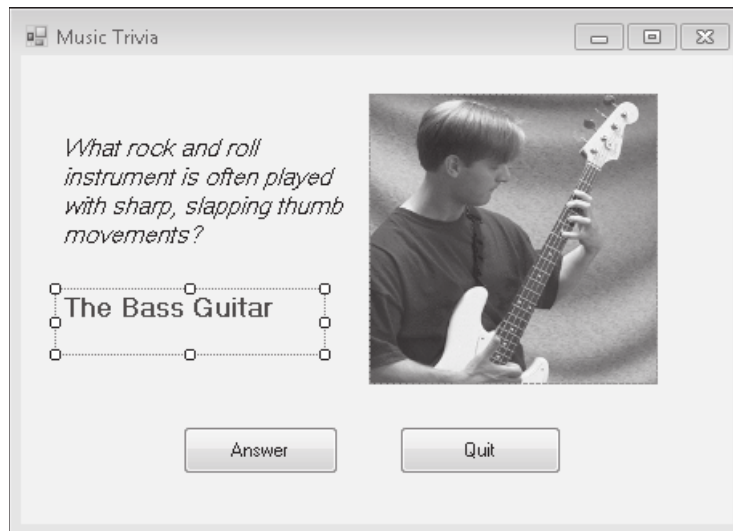 Music Trivia
What rock and roll
instrument is often played
with sharp, slapping thumb
movements?
The Bass Guitar
Answer
Quit